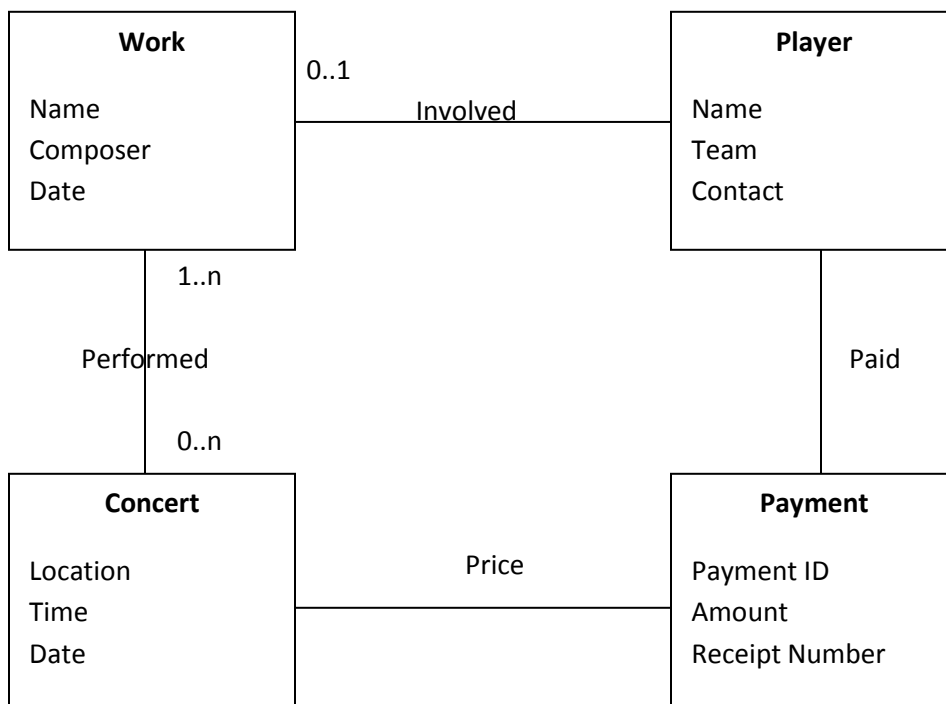 Work
Name
Composer
Date
0..1
Involved
Player
Name
Team
Contact
1..n
Performed
0..n
Paid
Concert
Location
Time
Date
Price
Payment
Payment ID
Amount
Receipt Number